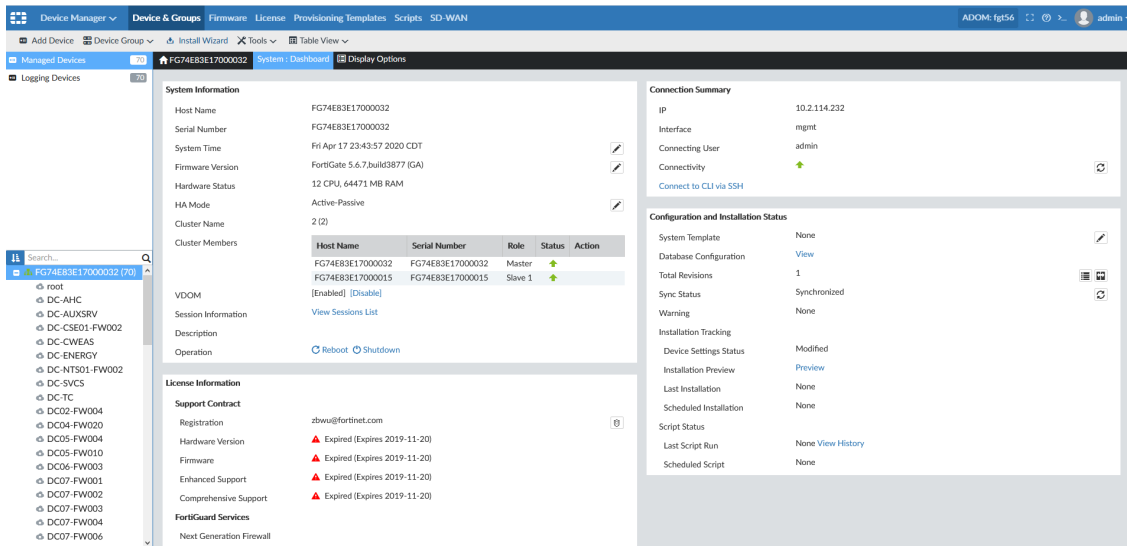 Device Manager Device & Groups Firmware License Provisioning Templates Scripts SD-WAN ADOM: fgt56 admin
Add Device Device Group Install Wizard Tools Table View
Managed Devices 70
Logging Devices 70
FG74E83E17000032 System : Dashboard Display Options
Search...
FG74E83E17000032 (70)
root
DC-AHC
DC-AUXSRV
DC-CSE01-FW002
DC-CWEAS
DC-ENERGY
DC-NTS01-FW002
DC-SVCS
DC-TC
DC02-FW004
DC04-FW020
DC05-FW004
DC05-FW010
DC06-FW003
DC07-FW001
DC07-FW002
DC07-FW003
DC07-FW004
DC07-FW006
System Information
Host Name FG74E83E17000032
Serial Number FG74E83E17000032
System Time Fri Apr 17 23:43:57 2020 CDT
Firmware Version FortiGate 5.6.7,build3877 (GA)
Hardware Status 12 CPU, 64471 MB RAM
HA Mode Active-Passive
Cluster Name 2 (2)
Cluster Members Host Name Serial Number Role Status Action
FG74E83E17000032 FG74E83E17000032 Master
FG74E83E17000015 FG74E83E17000015 Slave 1
VDOM [Enabled] [Disable]
Session Information View Sessions List
Description
Operation Reboot Shutdown
License Information
Support Contract
Registration zbwu@fortinet.com
Hardware Version Expired (Expires 2019-11-20)
Firmware Expired (Expires 2019-11-20)
Enhanced Support Expired (Expires 2019-11-20)
Comprehensive Support Expired (Expires 2019-11-20)
FortiGuard Services
Next Generation Firewall
Connection Summary
IP 10.2.114.232
Interface mgmt
Connecting User admin
Connectivity
Connect to CLI via SSH
Configuration and Installation Status
System Template None
Database Configuration View
Total Revisions 1
Sync Status Synchronized
Warning None
Installation Tracking
Device Settings Status Modified
Installation Preview Preview
Last Installation None
Scheduled Installation None
Script Status
Last Script Run None View History
Scheduled Script None